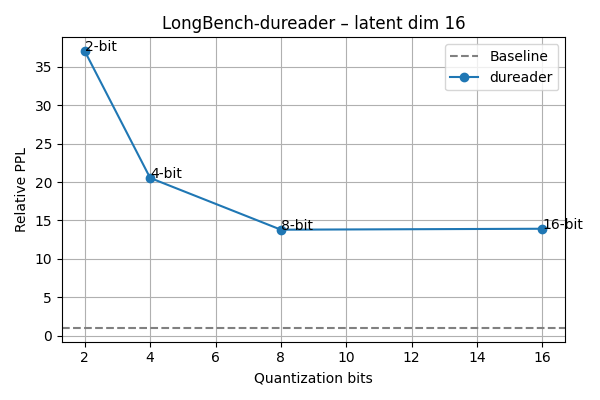 LongBench-dureader – latent dim 16
Relative PPL
35
30
25
20
15
10
5
0
2-bit
4-bit
8-bit
16-bit
Baseline
dureader
2 4 6 8 10 12 14 16
Quantization bits